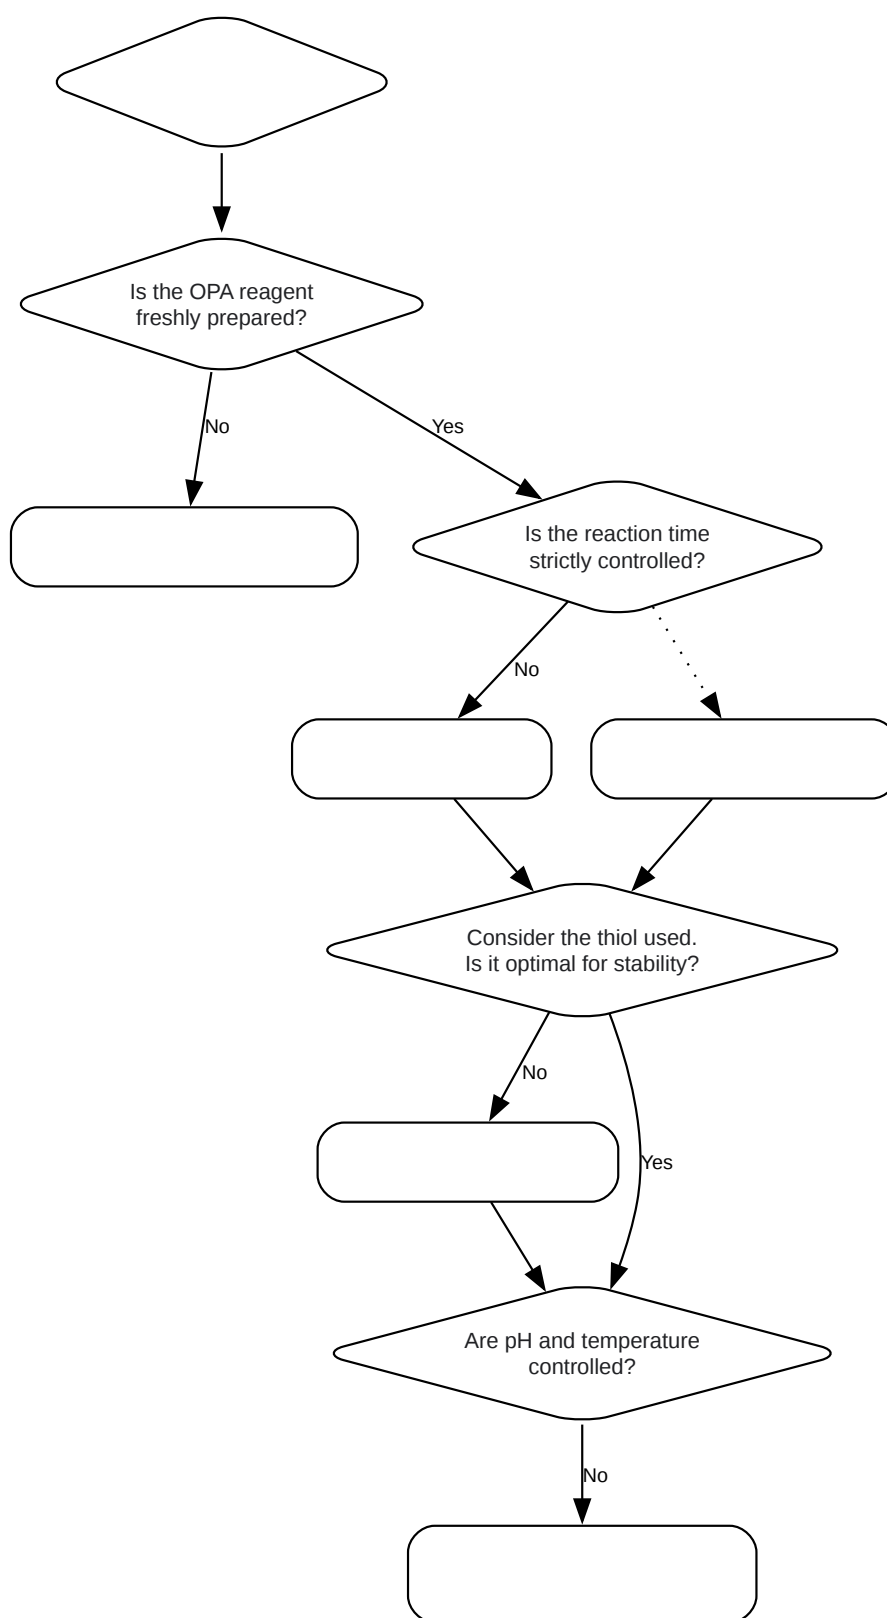 Is the OPA reagent
freshly prepared?
No
Yes
Is the reaction time
strictly controlled?
No
Consider the thiol used.
Is it optimal for stability?
No
Yes
Are pH and temperature
controlled?
No